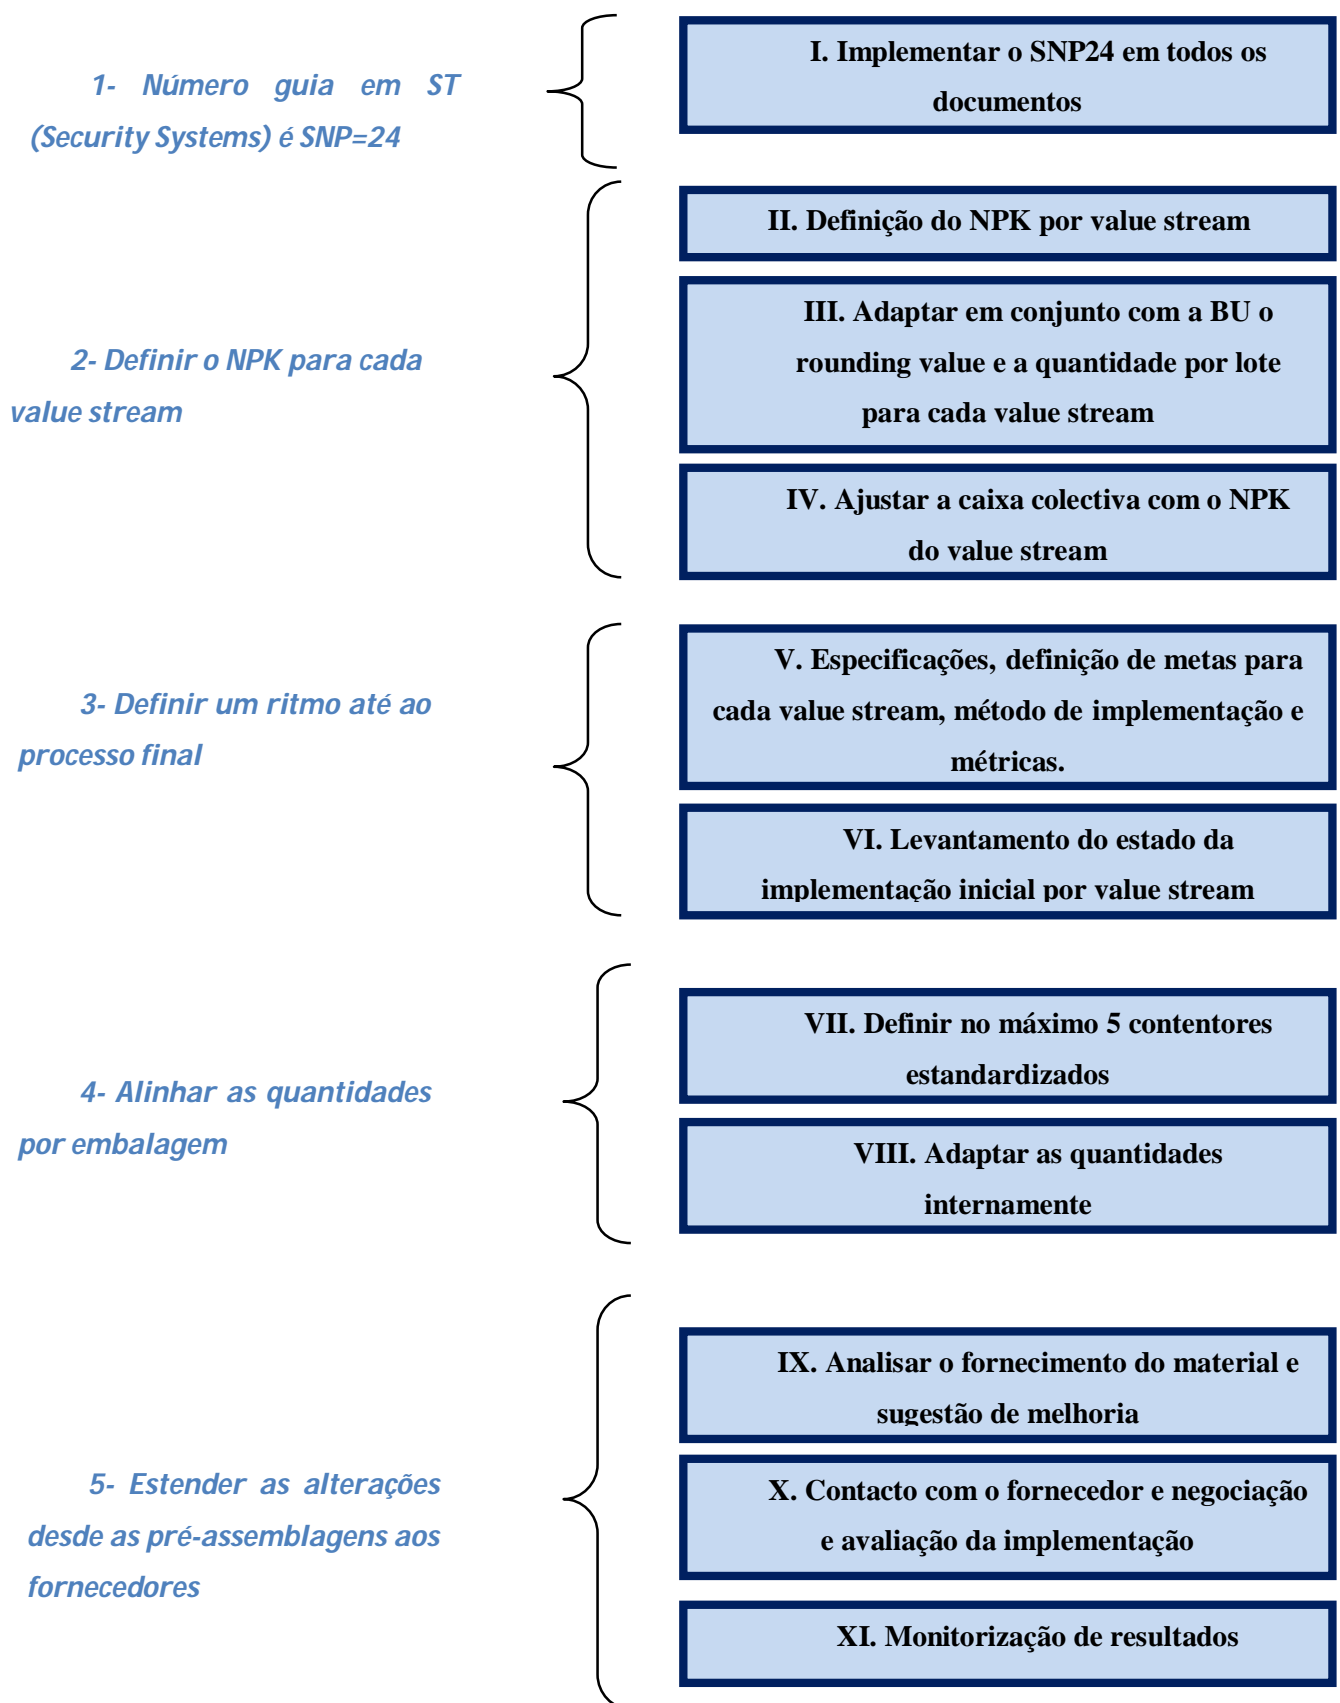 1- Número guia em ST
(Security Systems) é SNP=24
I. Implementar o SNP24 em todos os
documentos
2- Definir o NPK para cada
value stream
II. Definição do NPK por value stream
III. Adaptar em conjunto com a BU o
rounding value e a quantidade por lote
para cada value stream
IV. Ajustar a caixa colectiva com o NPK
do value stream
3- Definir um ritmo até ao
processo final
V. Especificações, definição de metas para
cada value stream, método de implementação e
métricas.
VI. Levantamento do estado da
implementação inicial por value stream
4- Alinhar as quantidades
por embalagem
VII. Definir no máximo 5 contentores
estandardizados
VIII. Adaptar as quantidades
internamente
5- Estender as alterações
desde as pré-assemblagens aos
fornecedores
IX. Analisar o fornecimento do material e
sugestão de melhoria
X. Contacto com o fornecedor e negociação
e avaliação da implementação
XI. Monitorização de resultados